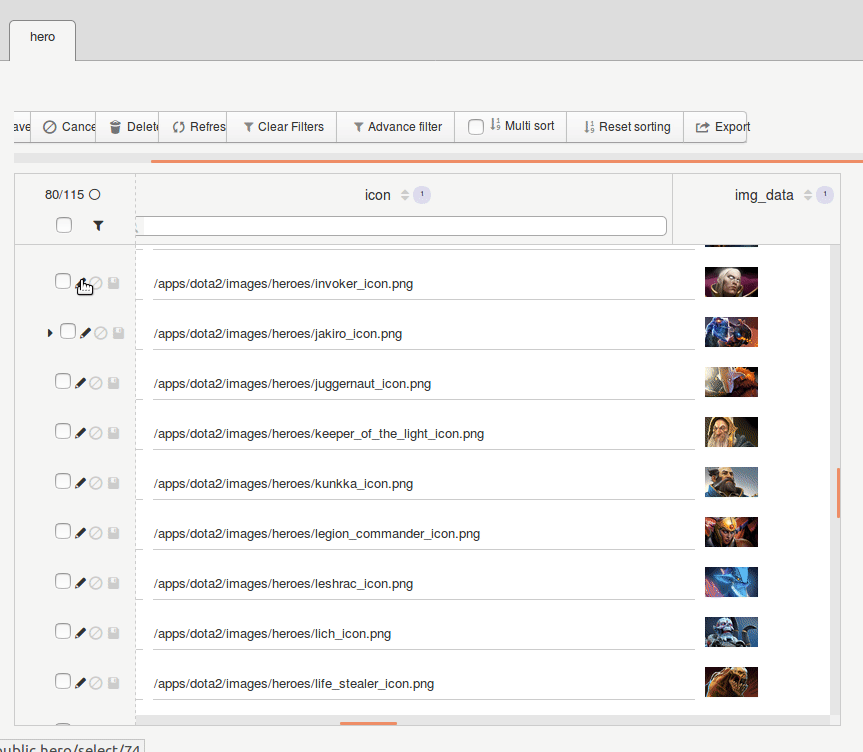 hero
ave Cance Delet Refres Clear Filters Advance filter Multi sort Reset sorting Export
80/115 icon 1 img_data 1
/apps/dota2/images/heroes/invoker_icon.png
/apps/dota2/images/heroes/jakiro_icon.png
/apps/dota2/images/heroes/juggernaut_icon.png
/apps/dota2/images/heroes/keeper_of_the_light_icon.png
/apps/dota2/images/heroes/kunkka_icon.png
/apps/dota2/images/heroes/legion_commander_icon.png
/apps/dota2/images/heroes/leshrac_icon.png
/apps/dota2/images/heroes/lich_icon.png
/apps/dota2/images/heroes/life_stealer_icon.png
public.hero/select/74